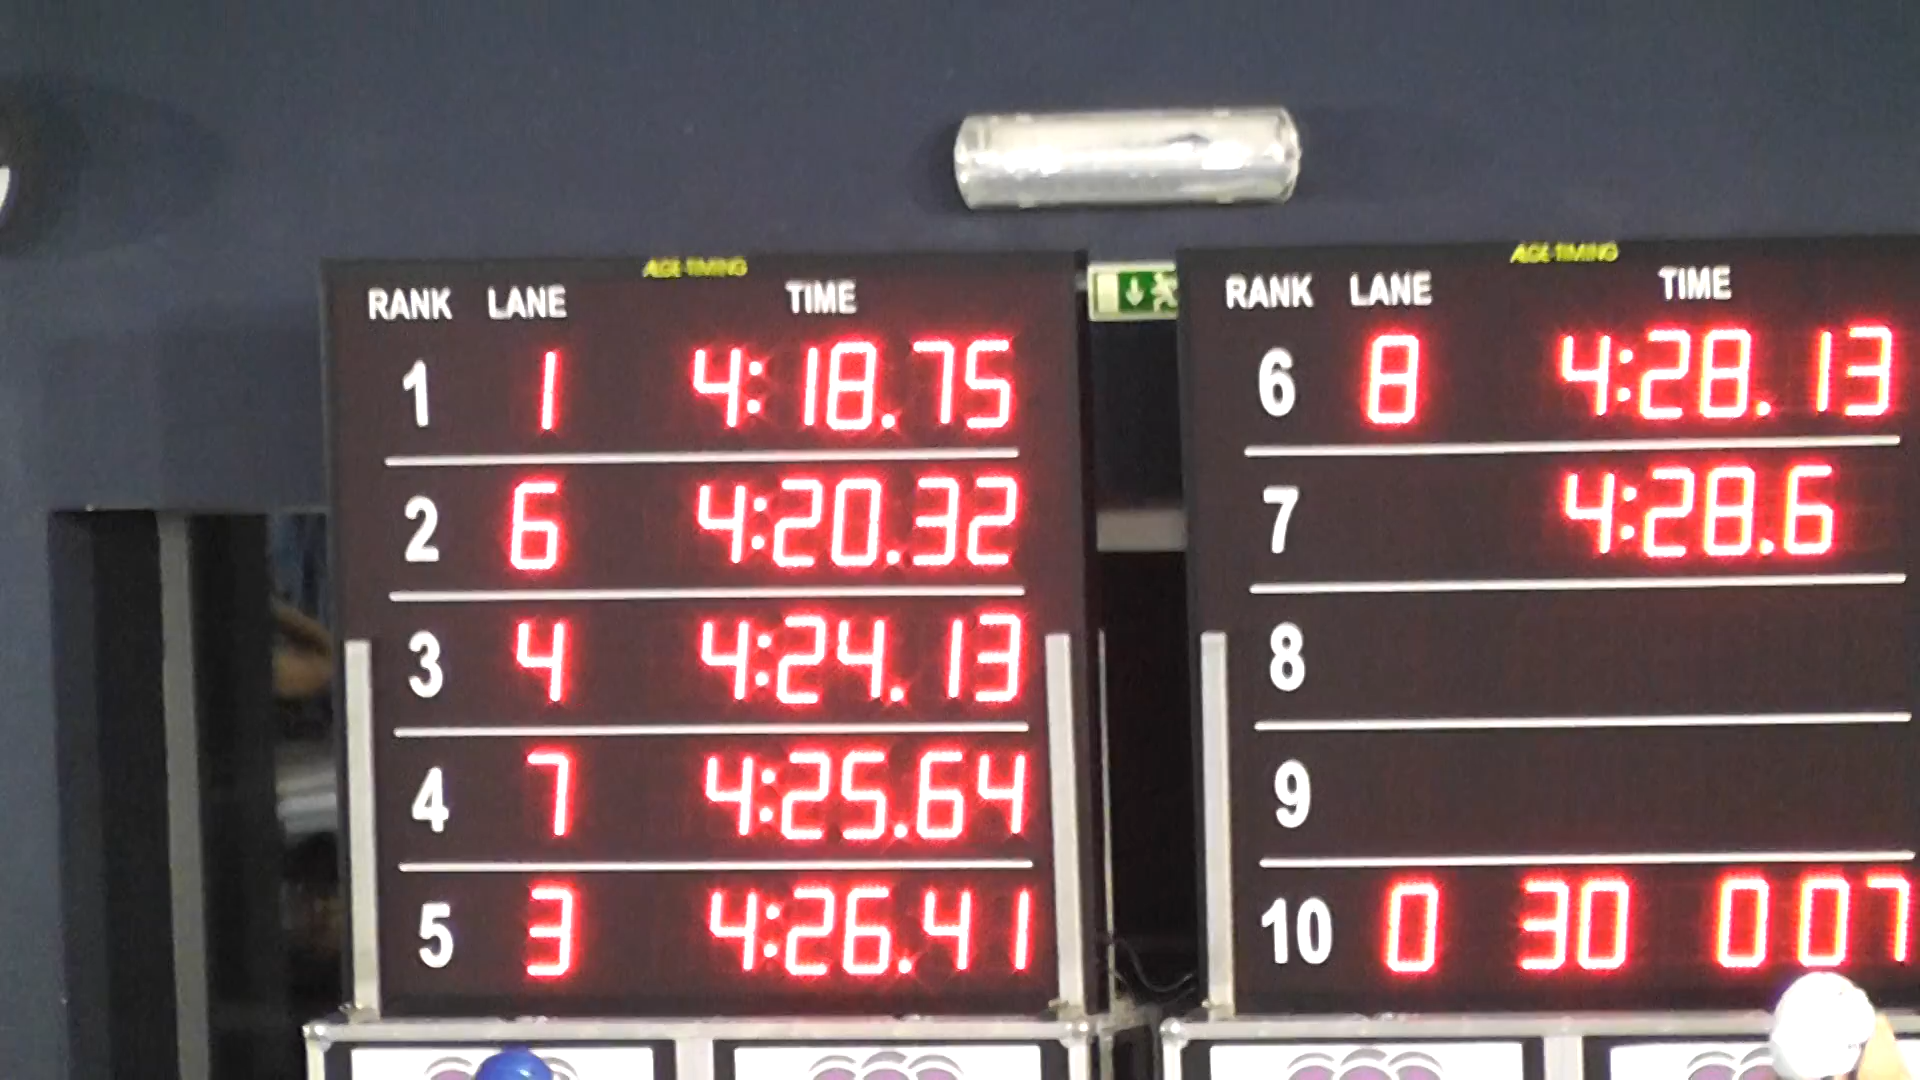 AGE-TIMING
RANK LANE TIME
1 1 4:18.75
2 6 4:20.32
3 4 4:24.13
4 7 4:25.64
5 3 4:26.41
AGE-TIMING
RANK LANE TIME
6 8 4:28.13
7 4:28.6
8
9
10 0 30 0 07